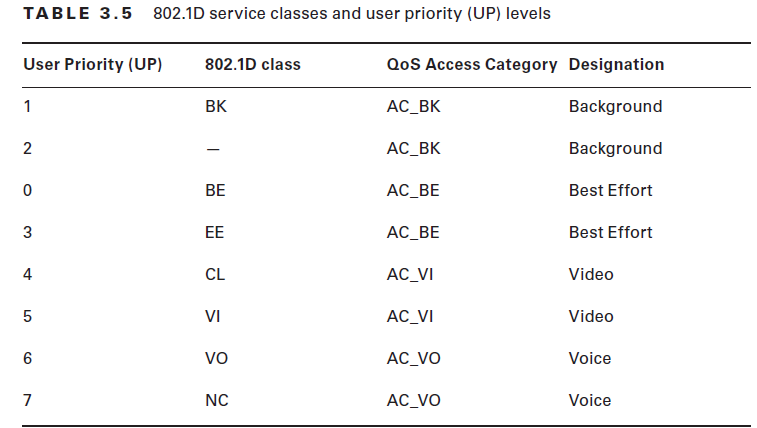 TABLE 3.5 802.1D service classes and user priority (UP) levels
User Priority (UP) 802.1D class QoS Access Category Designation
1 BK AC_BK Background
2 — AC_BK Background
0 BE AC_BE Best Effort
3 EE AC_BE Best Effort
4 CL AC_VI Video
5 VI AC_VI Video
6 VO AC_VO Voice
7 NC AC_VO Voice